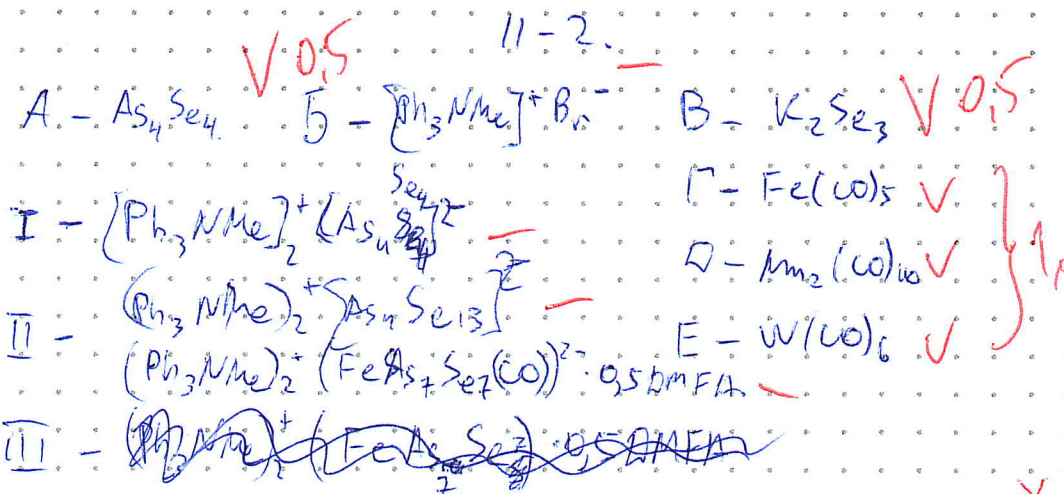 11-2.
V 0,5
A - As₄Se₄. Б - [Ph₃NMe]⁺Br⁻ — В - K₂Se₃ V 0,5
Г - Fe(CO)₅ V
I - [Ph₃NMe]₂⁺ (As₄Se₄)²⁻ —
D - Mn₂(CO)₁₀ V
II - (Ph₃NMe)₂⁺ [As₄Se₁₃]²⁻ —
E - W(CO)₆ V
(Ph₃NMe)₂⁺ (FeAs₇Se₇(CO))²⁻ · 0,5DMFA —
III -